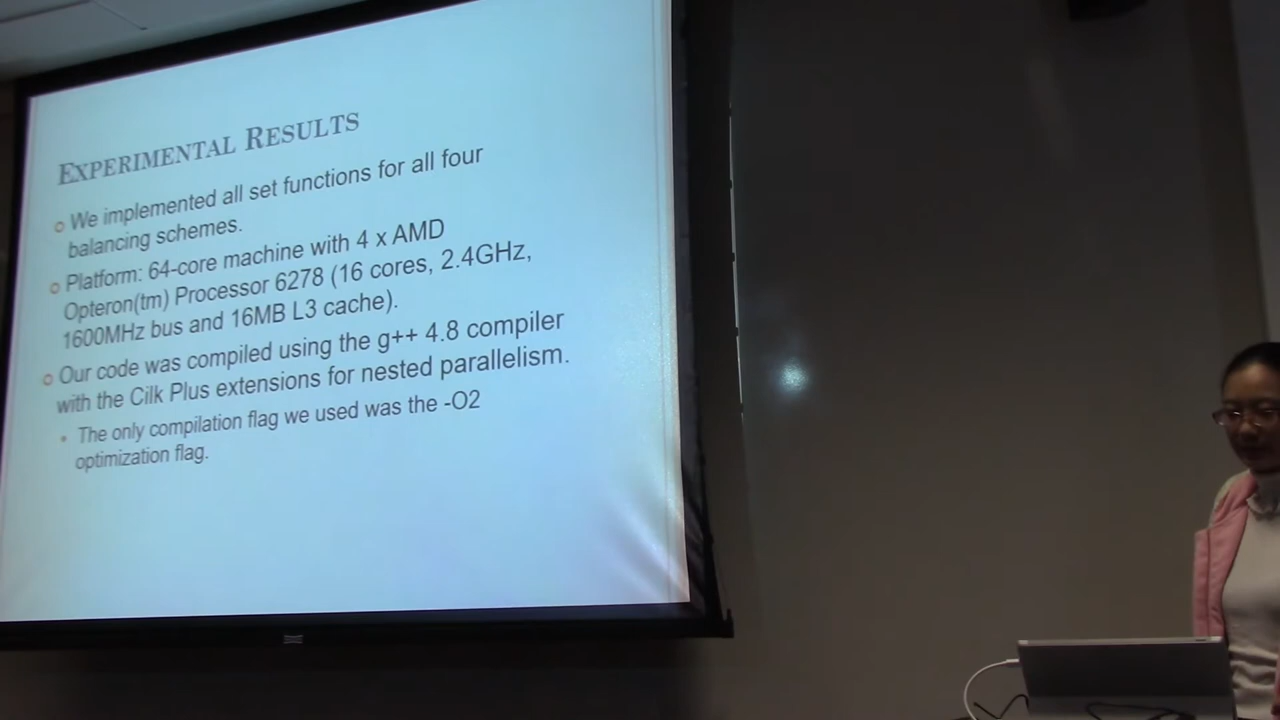 EXPERIMENTAL RESULTS
We implemented all set functions for all four
balancing schemes.
Platform: 64-core machine with 4 x AMD
Opteron(tm) Processor 6278 (16 cores, 2.4GHz,
1600MHz bus and 16MB L3 cache).
Our code was compiled using the g++ 4.8 compiler
with the Cilk Plus extensions for nested parallelism.
The only compilation flag we used was the -O2
optimization flag.